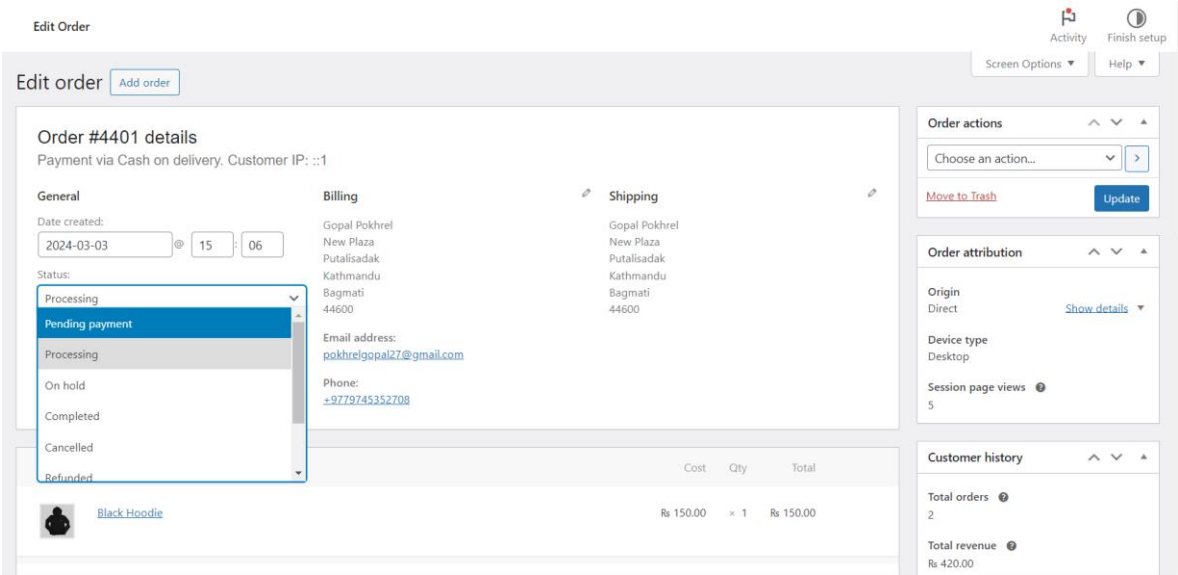 Edit Order
Activity
Finish setup
Screen Options
Help
Edit order
Add order
Order #4401 details
Payment via Cash on delivery. Customer IP: ::1
General
Date created:
2024-03-03 @ 15 : 06
Status:
Processing
Pending payment
Processing
On hold
Completed
Cancelled
Refunded
Billing
Gopal Pokhrel
New Plaza
Putalisadak
Kathmandu
Bagmati
44600
Email address:
pokhrelgopal27@gmail.com
Phone:
+9779745352708
Shipping
Gopal Pokhrel
New Plaza
Putalisadak
Kathmandu
Bagmati
44600
Cost Qty Total
Black Hoodie ₨ 150.00 × 1 ₨ 150.00
Order actions
Choose an action...
Move to Trash
Update
Order attribution
Origin
Direct
Show details
Device type
Desktop
Session page views
5
Customer history
Total orders
2
Total revenue
₨ 420.00